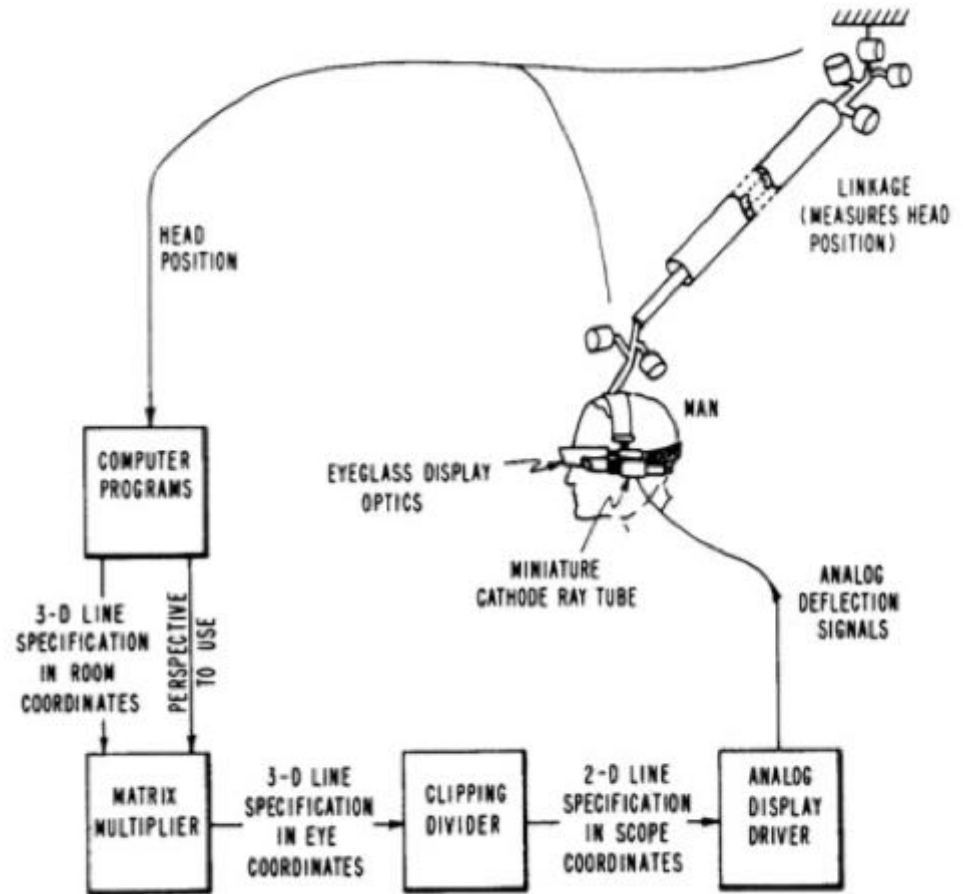 LINKAGE
(MEASURES HEAD
POSITION)
HEAD
POSITION
MAN
COMPUTER
PROGRAMS
EYEGLASS DISPLAY
OPTICS
MINIATURE
CATHODE RAY TUBE
ANALOG
DEFLECTION
SIGNALS
3-D LINE
SPECIFICATION
IN ROOM
COORDINATES
PERSPECTIVE
TO USE
MATRIX
MULTIPLIER
3-D LINE
SPECIFICATION
IN EYE
COORDINATES
CLIPPING
DIVIDER
2-D LINE
SPECIFICATION
IN SCOPE
COORDINATES
ANALOG
DISPLAY
DRIVER